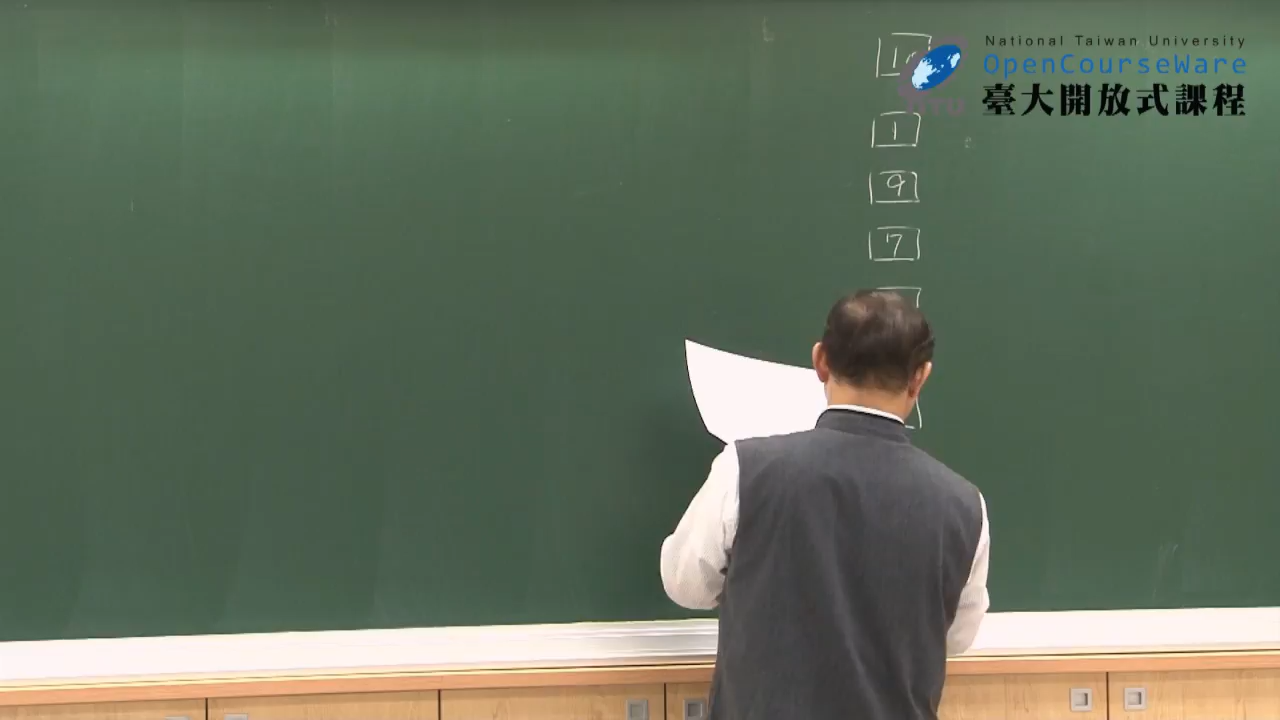 National Taiwan University
OpenCourseWare
臺大開放式課程
1
9
7